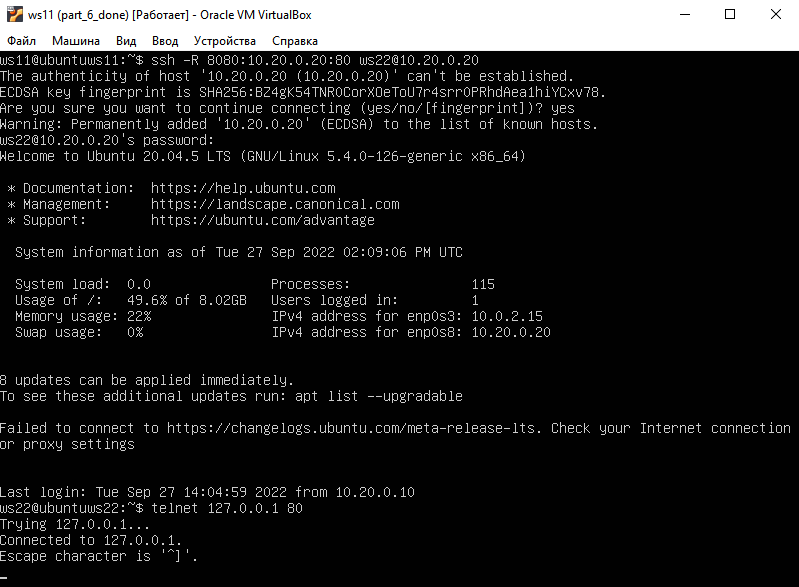 ws11 (part_6_done) [Работает] - Oracle VM VirtualBox
Файл Машина Вид Ввод Устройства Справка
ws11@ubuntuws11:~$ ssh -R 8080:10.20.0.20:80 ws22@10.20.0.20
The authenticity of host '10.20.0.20 (10.20.0.20)' can't be established.
ECDSA key fingerprint is SHA256:B24gK54TNROCorXOeToU7r4srrOPRhdAea1hiYCxv78.
Are you sure you want to continue connecting (yes/no/[fingerprint])? yes
Warning: Permanently added '10.20.0.20' (ECDSA) to the list of known hosts.
ws22@10.20.0.20's password:
Welcome to Ubuntu 20.04.5 LTS (GNU/Linux 5.4.0-126-generic x86_64)
* Documentation: https://help.ubuntu.com
* Management: https://landscape.canonical.com
* Support: https://ubuntu.com/advantage
System information as of Tue 27 Sep 2022 02:09:06 PM UTC
System load: 0.0 Processes: 115
Usage of /: 49.6% of 8.02GB Users logged in: 1
Memory usage: 22% IPv4 address for enp0s3: 10.0.2.15
Swap usage: 0% IPv4 address for enp0s8: 10.20.0.20
8 updates can be applied immediately.
To see these additional updates run: apt list --upgradable
Failed to connect to https://changelogs.ubuntu.com/meta-release-lts. Check your Internet connection
or proxy settings
Last login: Tue Sep 27 14:04:59 2022 from 10.20.0.10
ws22@ubuntuws22:~$ telnet 127.0.0.1 80
Trying 127.0.0.1...
Connected to 127.0.0.1.
Escape character is '^]'.